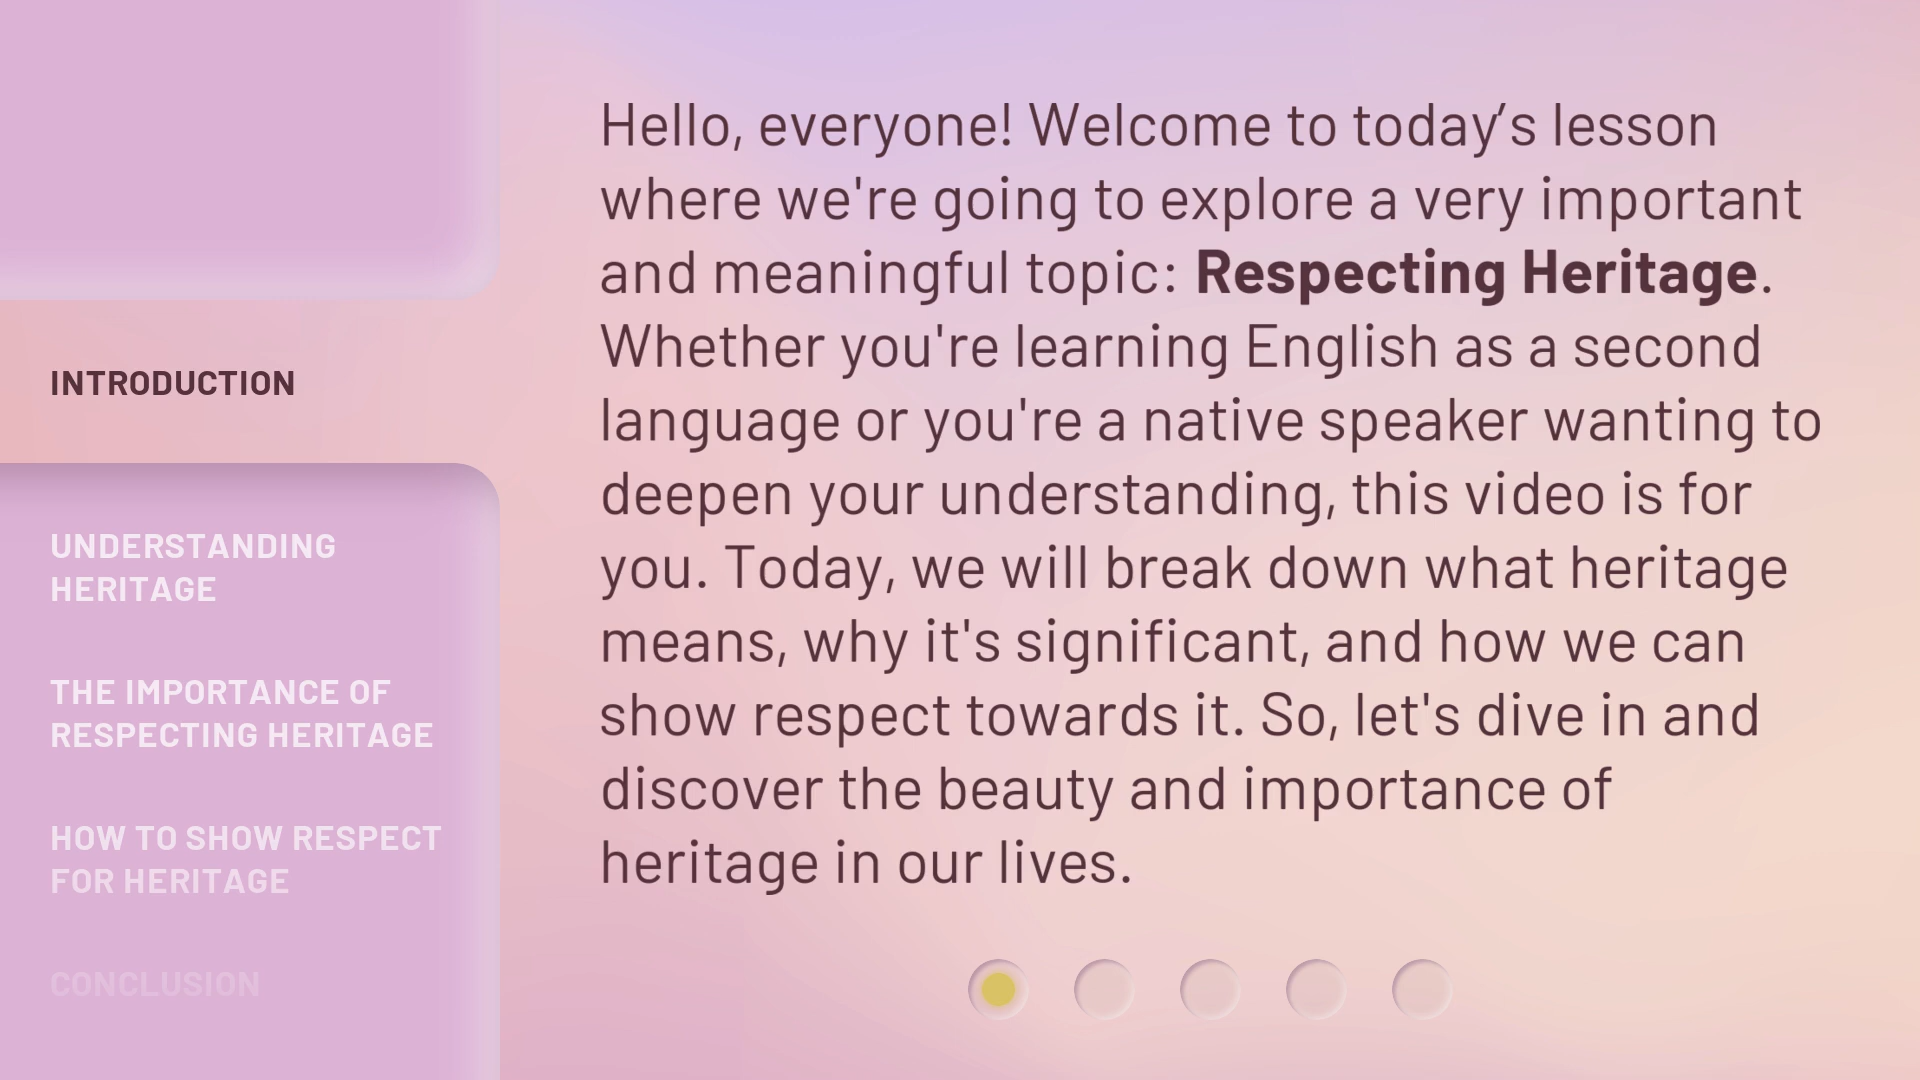 INTRODUCTION
UNDERSTANDING
HERITAGE
THE IMPORTANCE OF
RESPECTING HERITAGE
HOW TO SHOW RESPECT
FOR HERITAGE
CONCLUSION
Hello, everyone! Welcome to today’s lesson
where we're going to explore a very important
and meaningful topic: Respecting Heritage.
Whether you're learning English as a second
language or you're a native speaker wanting to
deepen your understanding, this video is for
you. Today, we will break down what heritage
means, why it's significant, and how we can
show respect towards it. So, let's dive in and
discover the beauty and importance of
heritage in our lives.